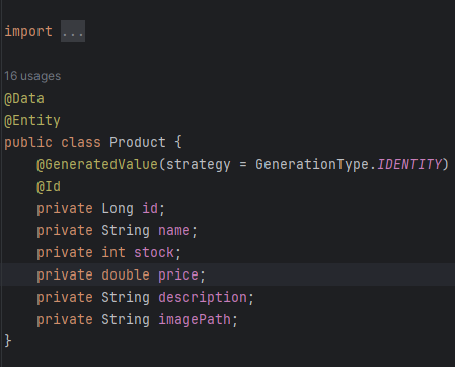 import ...
16 usages
@Data
@Entity
public class Product {
    @GeneratedValue(strategy = GenerationType.IDENTITY)
    @Id
    private Long id;
    private String name;
    private int stock;
    private double price;
    private String description;
    private String imagePath;
}